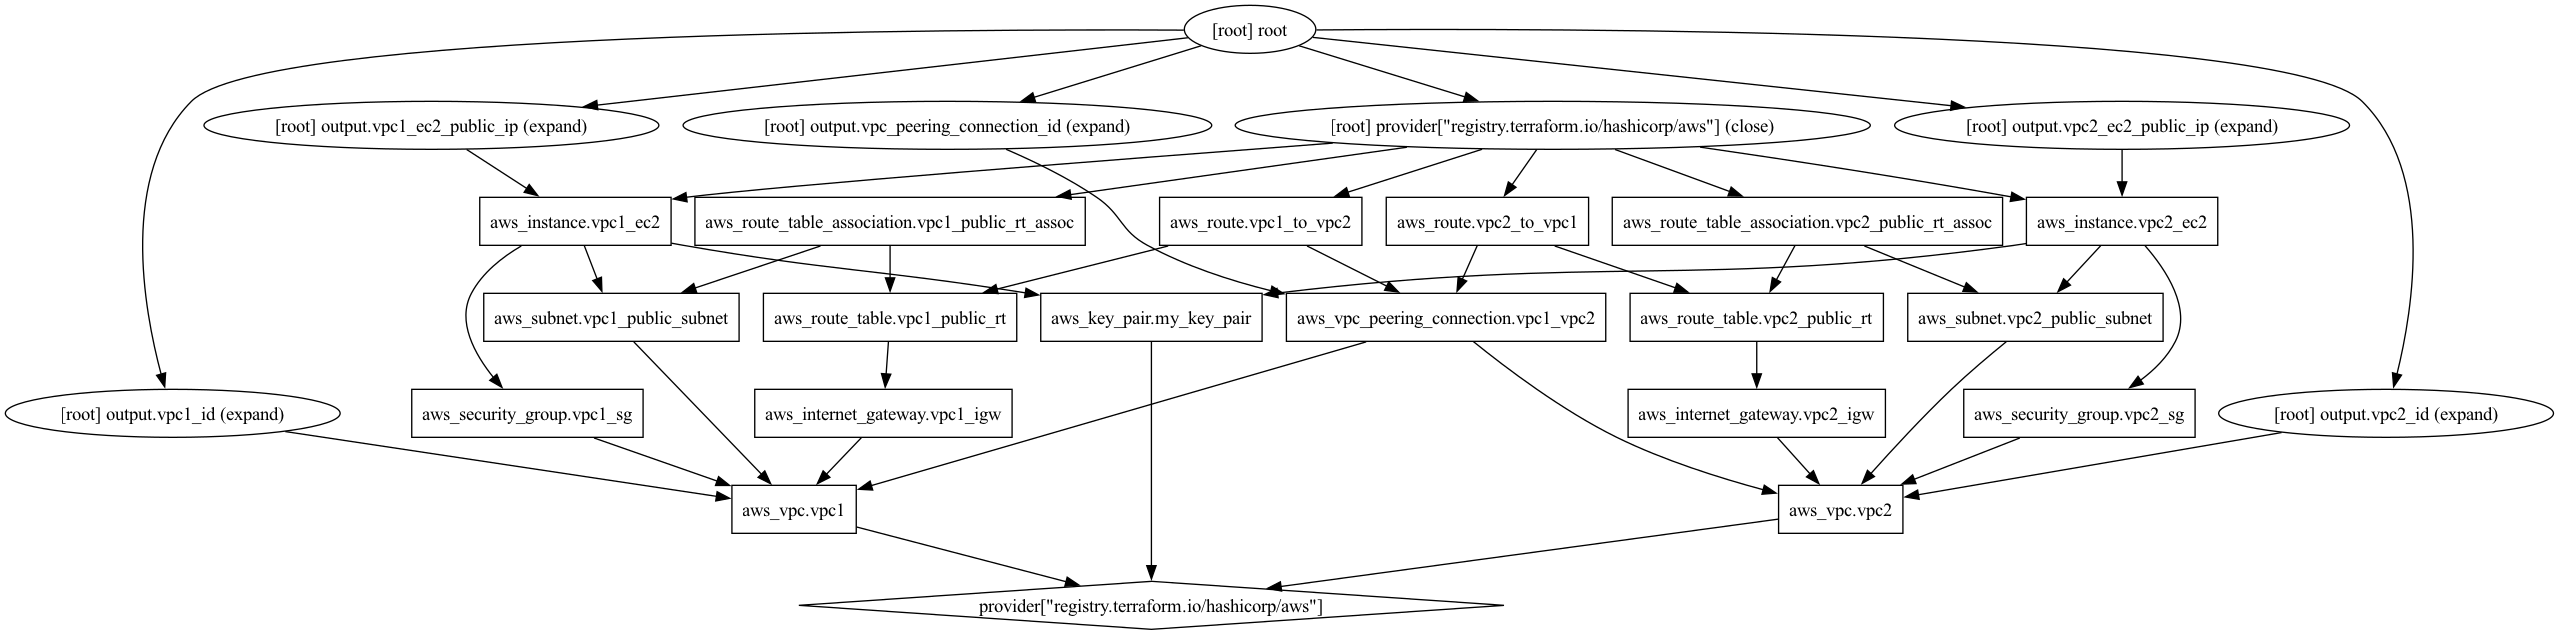 [root] root
[root] output.vpc1_ec2_public_ip (expand)
[root] output.vpc_peering_connection_id (expand)
[root] provider["registry.terraform.io/hashicorp/aws"] (close)
[root] output.vpc2_ec2_public_ip (expand)
aws_instance.vpc1_ec2
aws_route_table_association.vpc1_public_rt_assoc
aws_route.vpc1_to_vpc2
aws_route.vpc2_to_vpc1
aws_route_table_association.vpc2_public_rt_assoc
aws_instance.vpc2_ec2
aws_subnet.vpc1_public_subnet
aws_route_table.vpc1_public_rt
aws_key_pair.my_key_pair
aws_vpc_peering_connection.vpc1_vpc2
aws_route_table.vpc2_public_rt
aws_subnet.vpc2_public_subnet
[root] output.vpc1_id (expand)
aws_security_group.vpc1_sg
aws_internet_gateway.vpc1_igw
aws_internet_gateway.vpc2_igw
aws_security_group.vpc2_sg
[root] output.vpc2_id (expand)
aws_vpc.vpc1
aws_vpc.vpc2
provider["registry.terraform.io/hashicorp/aws"]